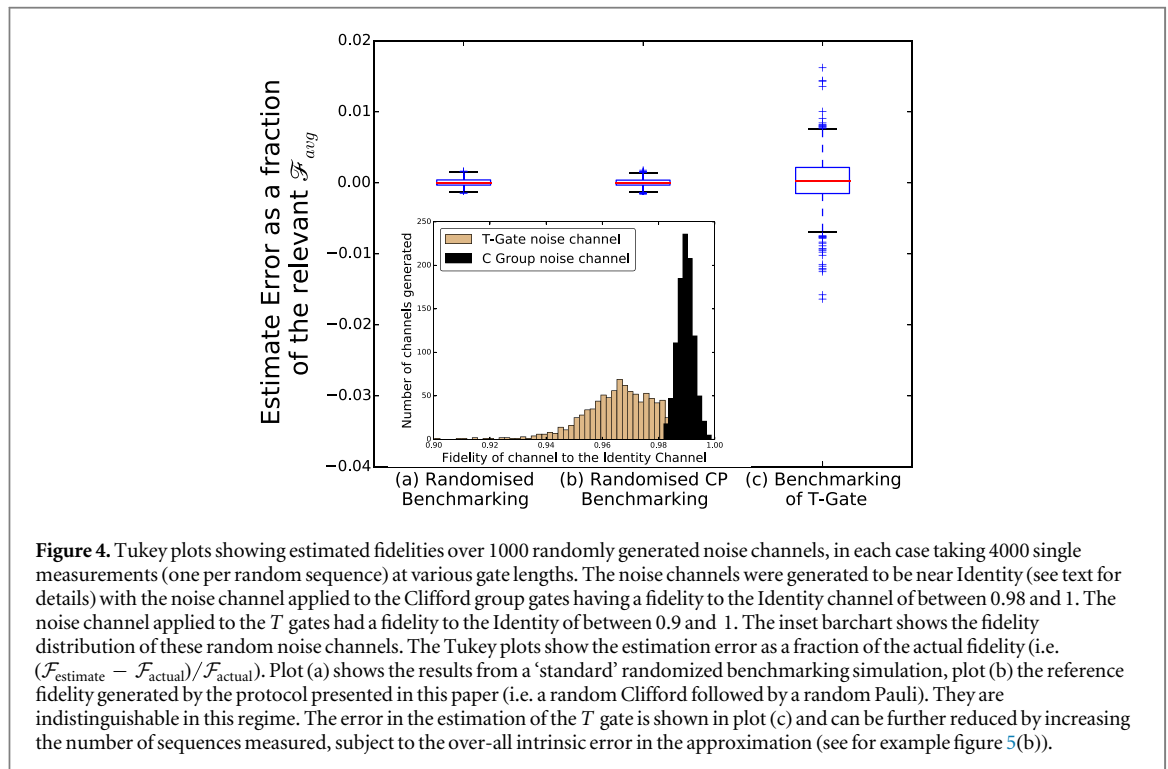 0.02
0.01
0.00
−0.01
−0.02
−0.03
−0.04
Estimate Error as a fraction
of the relevant ℱavg
250
200
150
100
50
0
Number of channels generated
T-Gate noise channel
C Group noise channel
0.90 0.92 0.94 0.96 0.98 1.00
Fidelity of channel to the Identity Channel
(a) Randomised
Benchmarking
(b) Randomised CP
Benchmarking
(c) Benchmarking
of T-Gate
Figure 4. Tukey plots showing estimated fidelities over 1000 randomly generated noise channels, in each case taking 4000 single
measurements (one per random sequence) at various gate lengths. The noise channels were generated to be near Identity (see text for
details) with the noise channel applied to the Clifford group gates having a fidelity to the Identity channel of between 0.98 and 1. The
noise channel applied to the T gates had a fidelity to the Identity of between 0.9 and 1. The inset barchart shows the fidelity
distribution of these random noise channels. The Tukey plots show the estimation error as a fraction of the actual fidelity (i.e.
(ℱestimate − ℱactual)/ℱactual). Plot (a) shows the results from a ‘standard’ randomized benchmarking simulation, plot (b) the reference
fidelity generated by the protocol presented in this paper (i.e. a random Clifford followed by a random Pauli). They are
indistinguishable in this regime. The error in the estimation of the T gate is shown in plot (c) and can be further reduced by increasing
the number of sequences measured, subject to the over-all intrinsic error in the approximation (see for example figure 5(b)).